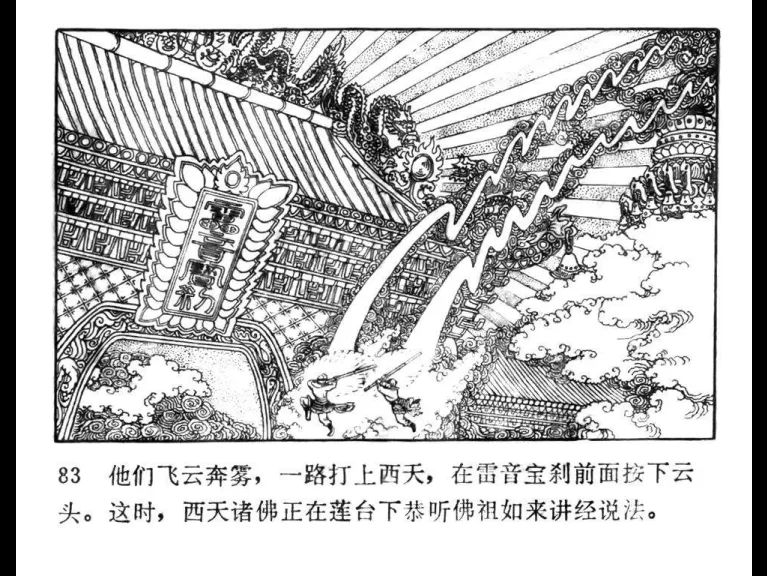 雷音寶刹
83 他们飞云奔雾，一路打上西天，在雷音宝刹前面按下云
头。这时，西天诸佛正在莲台下恭听佛祖如来讲经说法。